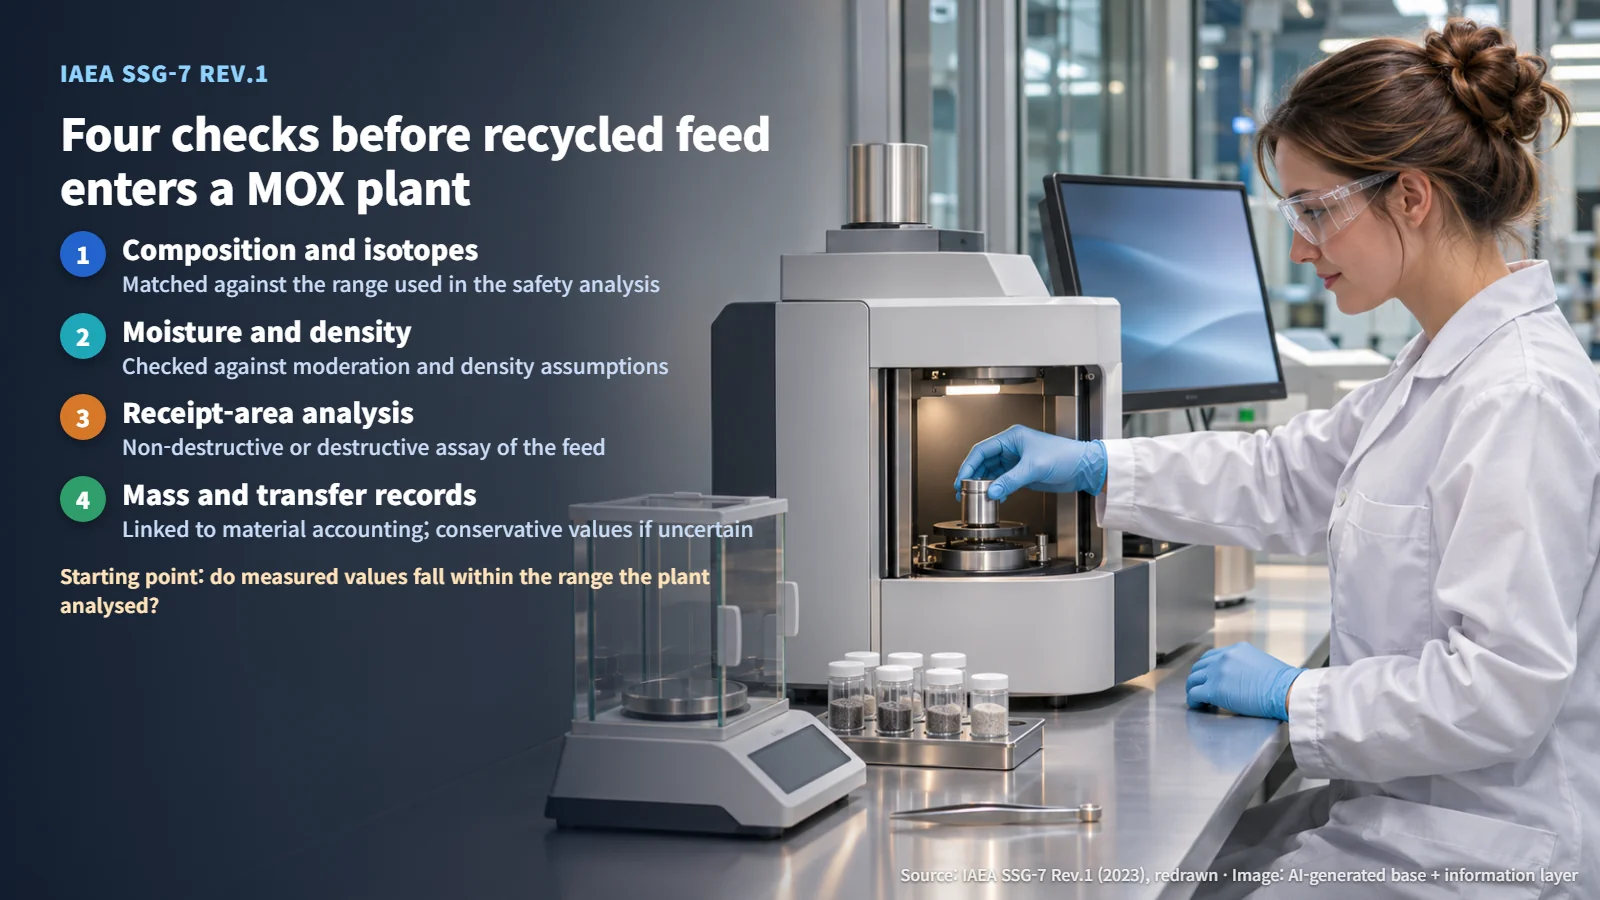 IAEA SSG-7 REV.1
Four checks before recycled feed
enters a MOX plant
1
Composition and isotopes
Matched against the range used in the safety analysis
2
Moisture and density
Checked against moderation and density assumptions
3
Receipt-area analysis
Non-destructive or destructive assay of the feed
4
Mass and transfer records
Linked to material accounting; conservative values if uncertain
Starting point: do measured values fall within the range the plant
analysed?
Source: IAEA SSG-7 Rev.1 (2023), redrawn · Image: AI-generated base + information layer